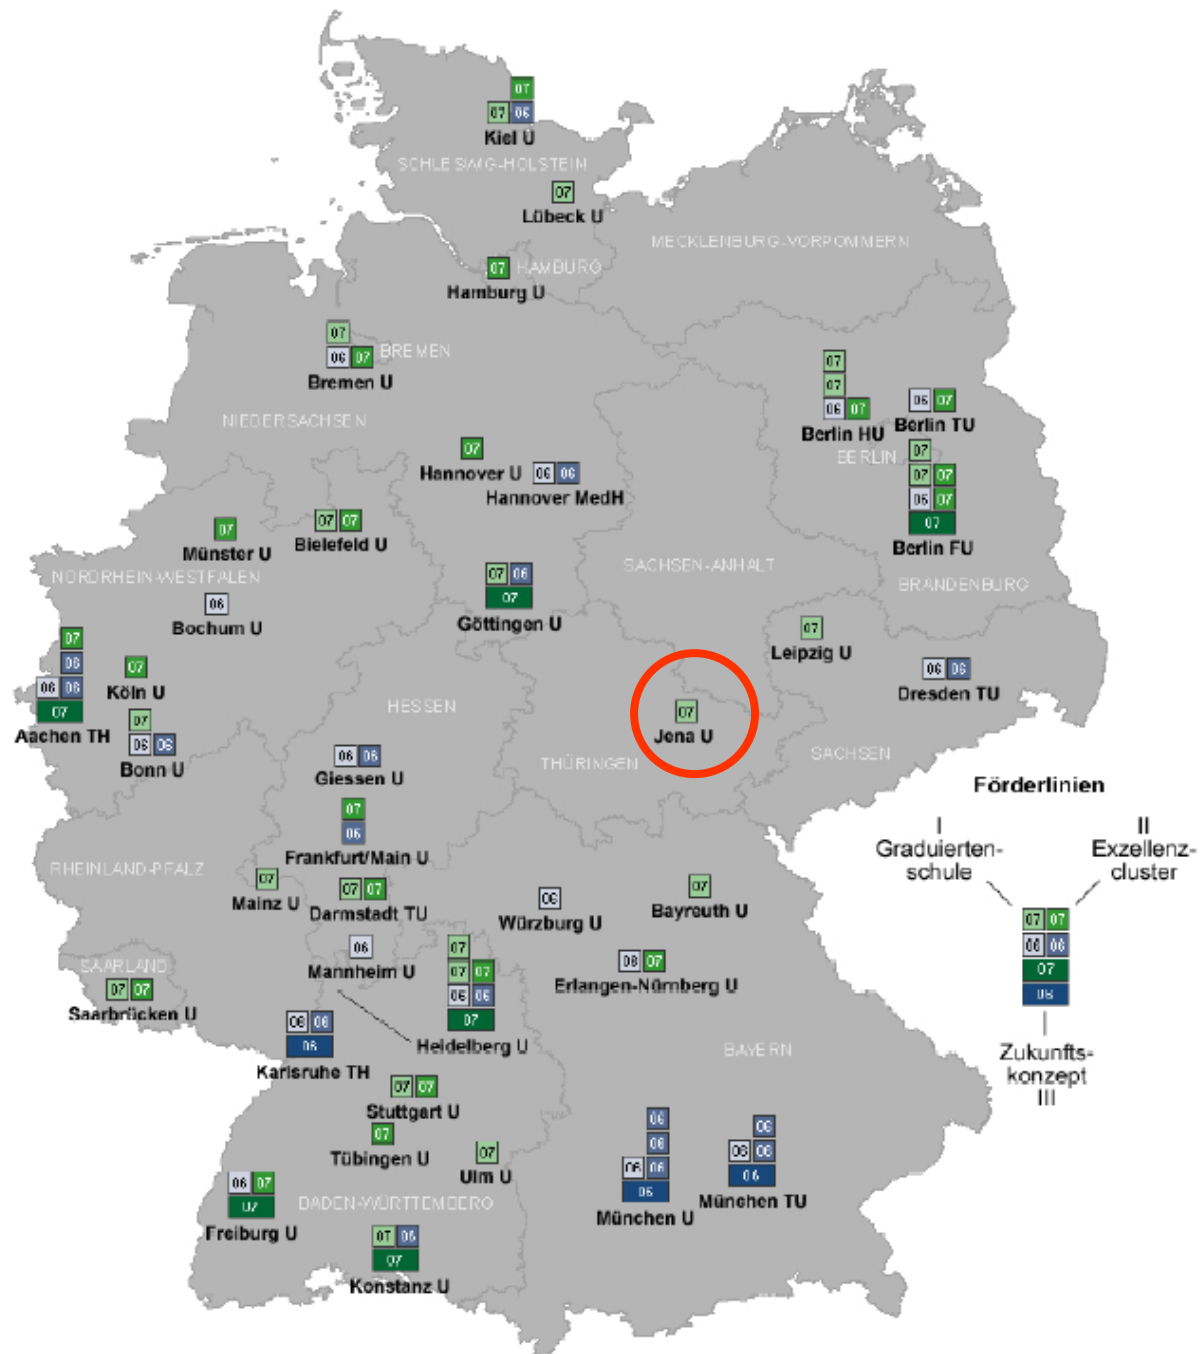 07
07 06
Kiel U
SCHLESWIG-HOLSTEIN
07
Lübeck U
MECKLENBURG-VORPOMMERN
07 HAMBURG
Hamburg U
07
06 07 BREMEN
Bremen U
NIEDERSACHSEN
07
07
06 07
Berlin HU
06 07
Berlin TU
BERLIN
07
07 07
06 07
07
Berlin FU
07
Hannover U
06 06
Hannover MedH
07
Münster U
07 07
Bielefeld U
NORDRHEIN-WESTFALEN
SACHSEN-ANHALT
BRANDENBURG
06
Bochum U
07 06
07
Göttingen U
07
Leipzig U
06 06
Dresden TU
07
06
06 06
07
Aachen TH
07
Köln U
07
06 06
Bonn U
HESSEN
07
Jena U
THÜRINGEN
SACHSEN
06 06
Giessen U
07
06
Frankfurt/Main U
RHEINLAND-PFALZ
07
Mainz U
07 07
Darmstadt TU
06
Würzburg U
07
Bayreuth U
06
Mannheim U
07
07 07
06 06
07
Heidelberg U
06 07
Erlangen-Nürnberg U
SAARLAND
07 07
Saarbrücken U
06 06
06
Karlsruhe TH
BAYERN
07 07
Stuttgart U
07
Tübingen U
07
Ulm U
06
06
06 06
06
München U
06
06 06
06
München TU
06 07
07
Freiburg U
BADEN-WÜRTTEMBERG
07 06
07
Konstanz U
Förderlinien
I
Graduierten-
schule
II
Exzellenz-
cluster
07 07
06 06
07
06
Zukunfts-
konzept
III